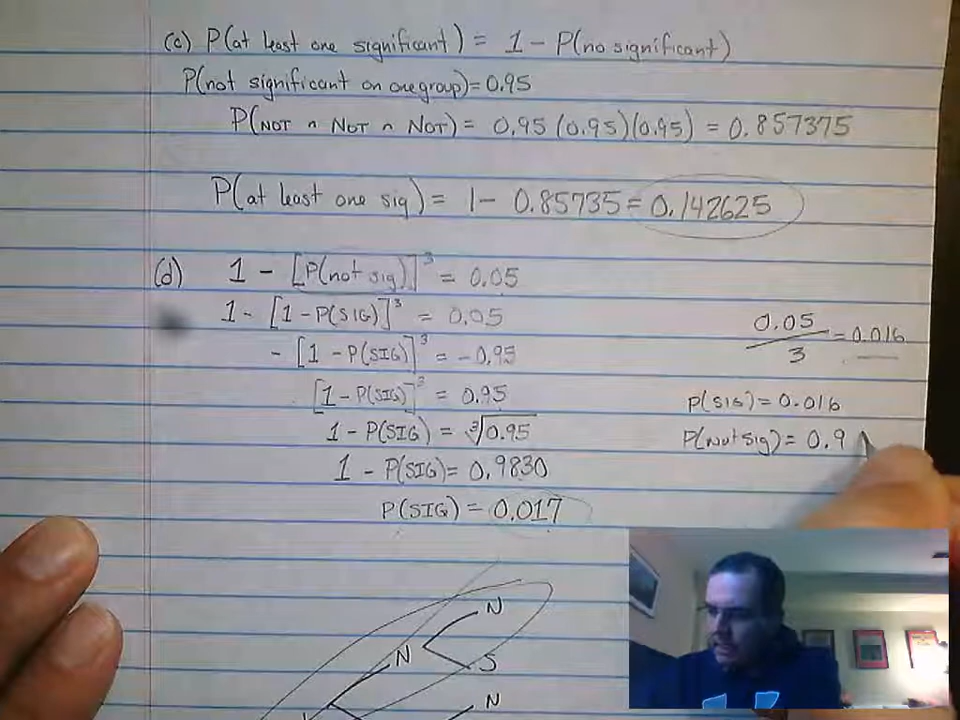 (c) P(at least one significant) = 1 - P(no significant)
P(not significant on one group) = 0.95
P(NOT ∩ NOT ∩ NOT) = 0.95 (0.95)(0.95) = 0.857375
P(at least one sig) = 1 - 0.85735 = 0.142625
(d) 1 - [P(not sig)]³ = 0.05
1 - [1 - P(SIG)]³ = 0.05
- [1 - P(SIG)]³ = -0.95
[1 - P(SIG)]³ = 0.95
1 - P(SIG) = ∛0.95
1 - P(SIG) = 0.9830
P(SIG) = 0.017
0.05/3 = 0.016
P(SIG) = 0.016
P(Not sig) = 0.9
N
N
S
N